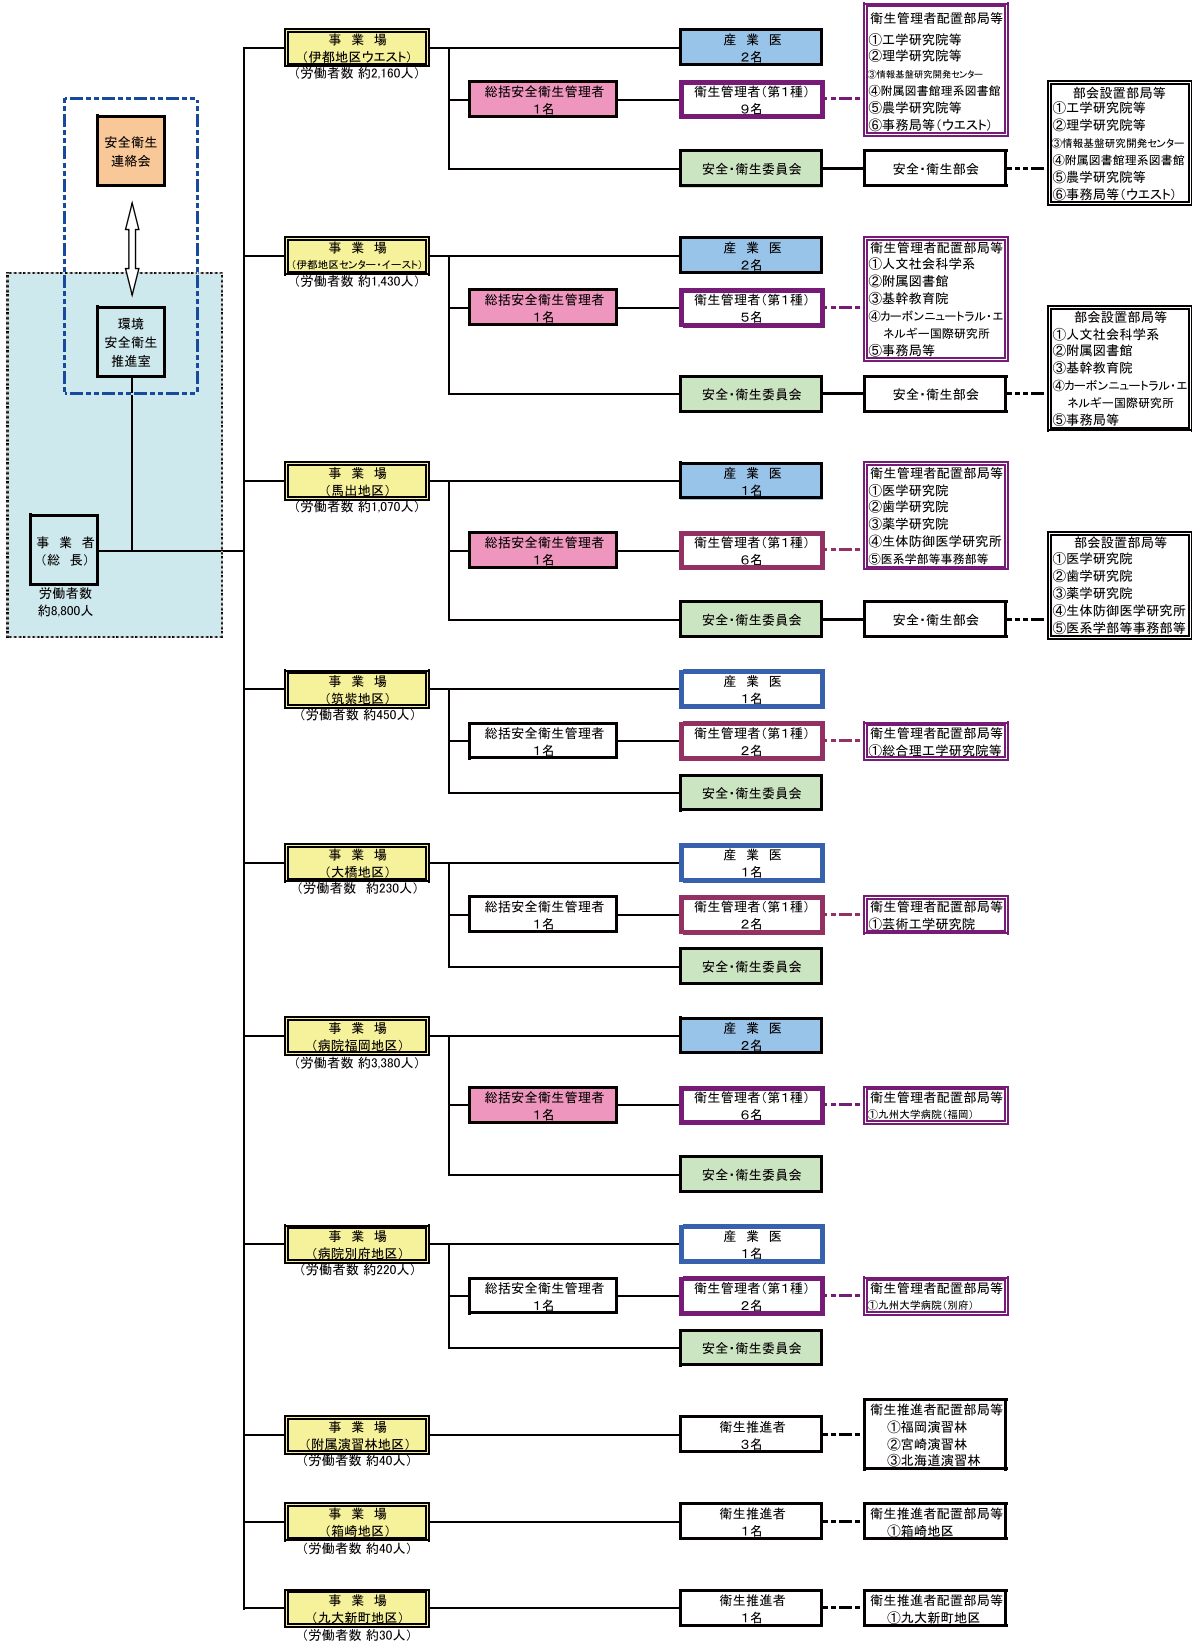 安全衛生
連絡会
環境
安全衛生
推進室
事 業 者
（総 長）
労働者数
約8,800人
事 業 場
（伊都地区ウエスト）
（労働者数 約2,160人）
産 業 医
２名
総括安全衛生管理者
１名
衛生管理者（第１種）
９名
衛生管理者配置部局等
①工学研究院等
②理学研究院等
③情報基盤研究開発センター
④附属図書館理系図書館
⑤農学研究院等
⑥事務局等（ウエスト）
安全・衛生委員会
安全・衛生部会
部会設置部局等
①工学研究院等
②理学研究院等
③情報基盤研究開発センター
④附属図書館理系図書館
⑤農学研究院等
⑥事務局等（ウエスト）
事 業 場
（伊都地区センター・イースト）
（労働者数 約1,430人）
産 業 医
２名
総括安全衛生管理者
１名
衛生管理者（第１種）
５名
衛生管理者配置部局等
①人文社会科学系
②附属図書館
③基幹教育院
④カーボンニュートラル・エ
ネルギー国際研究所
⑤事務局等
安全・衛生委員会
安全・衛生部会
部会設置部局等
①人文社会科学系
②附属図書館
③基幹教育院
④カーボンニュートラル・エ
ネルギー国際研究所
⑤事務局等
事 業 場
（馬出地区）
（労働者数 約1,070人）
産 業 医
１名
総括安全衛生管理者
１名
衛生管理者（第１種）
６名
衛生管理者配置部局等
①医学研究院
②歯学研究院
③薬学研究院
④生体防御医学研究所
⑤医系学部等事務部等
安全・衛生委員会
安全・衛生部会
部会設置部局等
①医学研究院
②歯学研究院
③薬学研究院
④生体防御医学研究所
⑤医系学部等事務部等
事 業 場
（筑紫地区）
（労働者数 約450人）
産 業 医
１名
総括安全衛生管理者
１名
衛生管理者（第１種）
２名
衛生管理者配置部局等
①総合理工学研究院等
安全・衛生委員会
事 業 場
（大橋地区）
（労働者数 約230人）
産 業 医
１名
総括安全衛生管理者
１名
衛生管理者（第１種）
２名
衛生管理者配置部局等
①芸術工学研究院
安全・衛生委員会
事 業 場
（病院福岡地区）
（労働者数 約3,380人）
産 業 医
２名
総括安全衛生管理者
１名
衛生管理者（第１種）
６名
衛生管理者配置部局等
①九州大学病院（福岡）
安全・衛生委員会
事 業 場
（病院別府地区）
（労働者数 約220人）
産 業 医
１名
総括安全衛生管理者
１名
衛生管理者（第１種）
２名
衛生管理者配置部局等
①九州大学病院（別府）
安全・衛生委員会
事 業 場
（附属演習林地区）
（労働者数 約40人）
衛生推進者
３名
衛生推進者配置部局等
①福岡演習林
②宮崎演習林
③北海道演習林
事 業 場
（箱崎地区）
（労働者数 約40人）
衛生推進者
１名
衛生推進者配置部局等
①箱崎地区
事 業 場
（九大新町地区）
（労働者数 約30人）
衛生推進者
１名
衛生推進者配置部局等
①九大新町地区